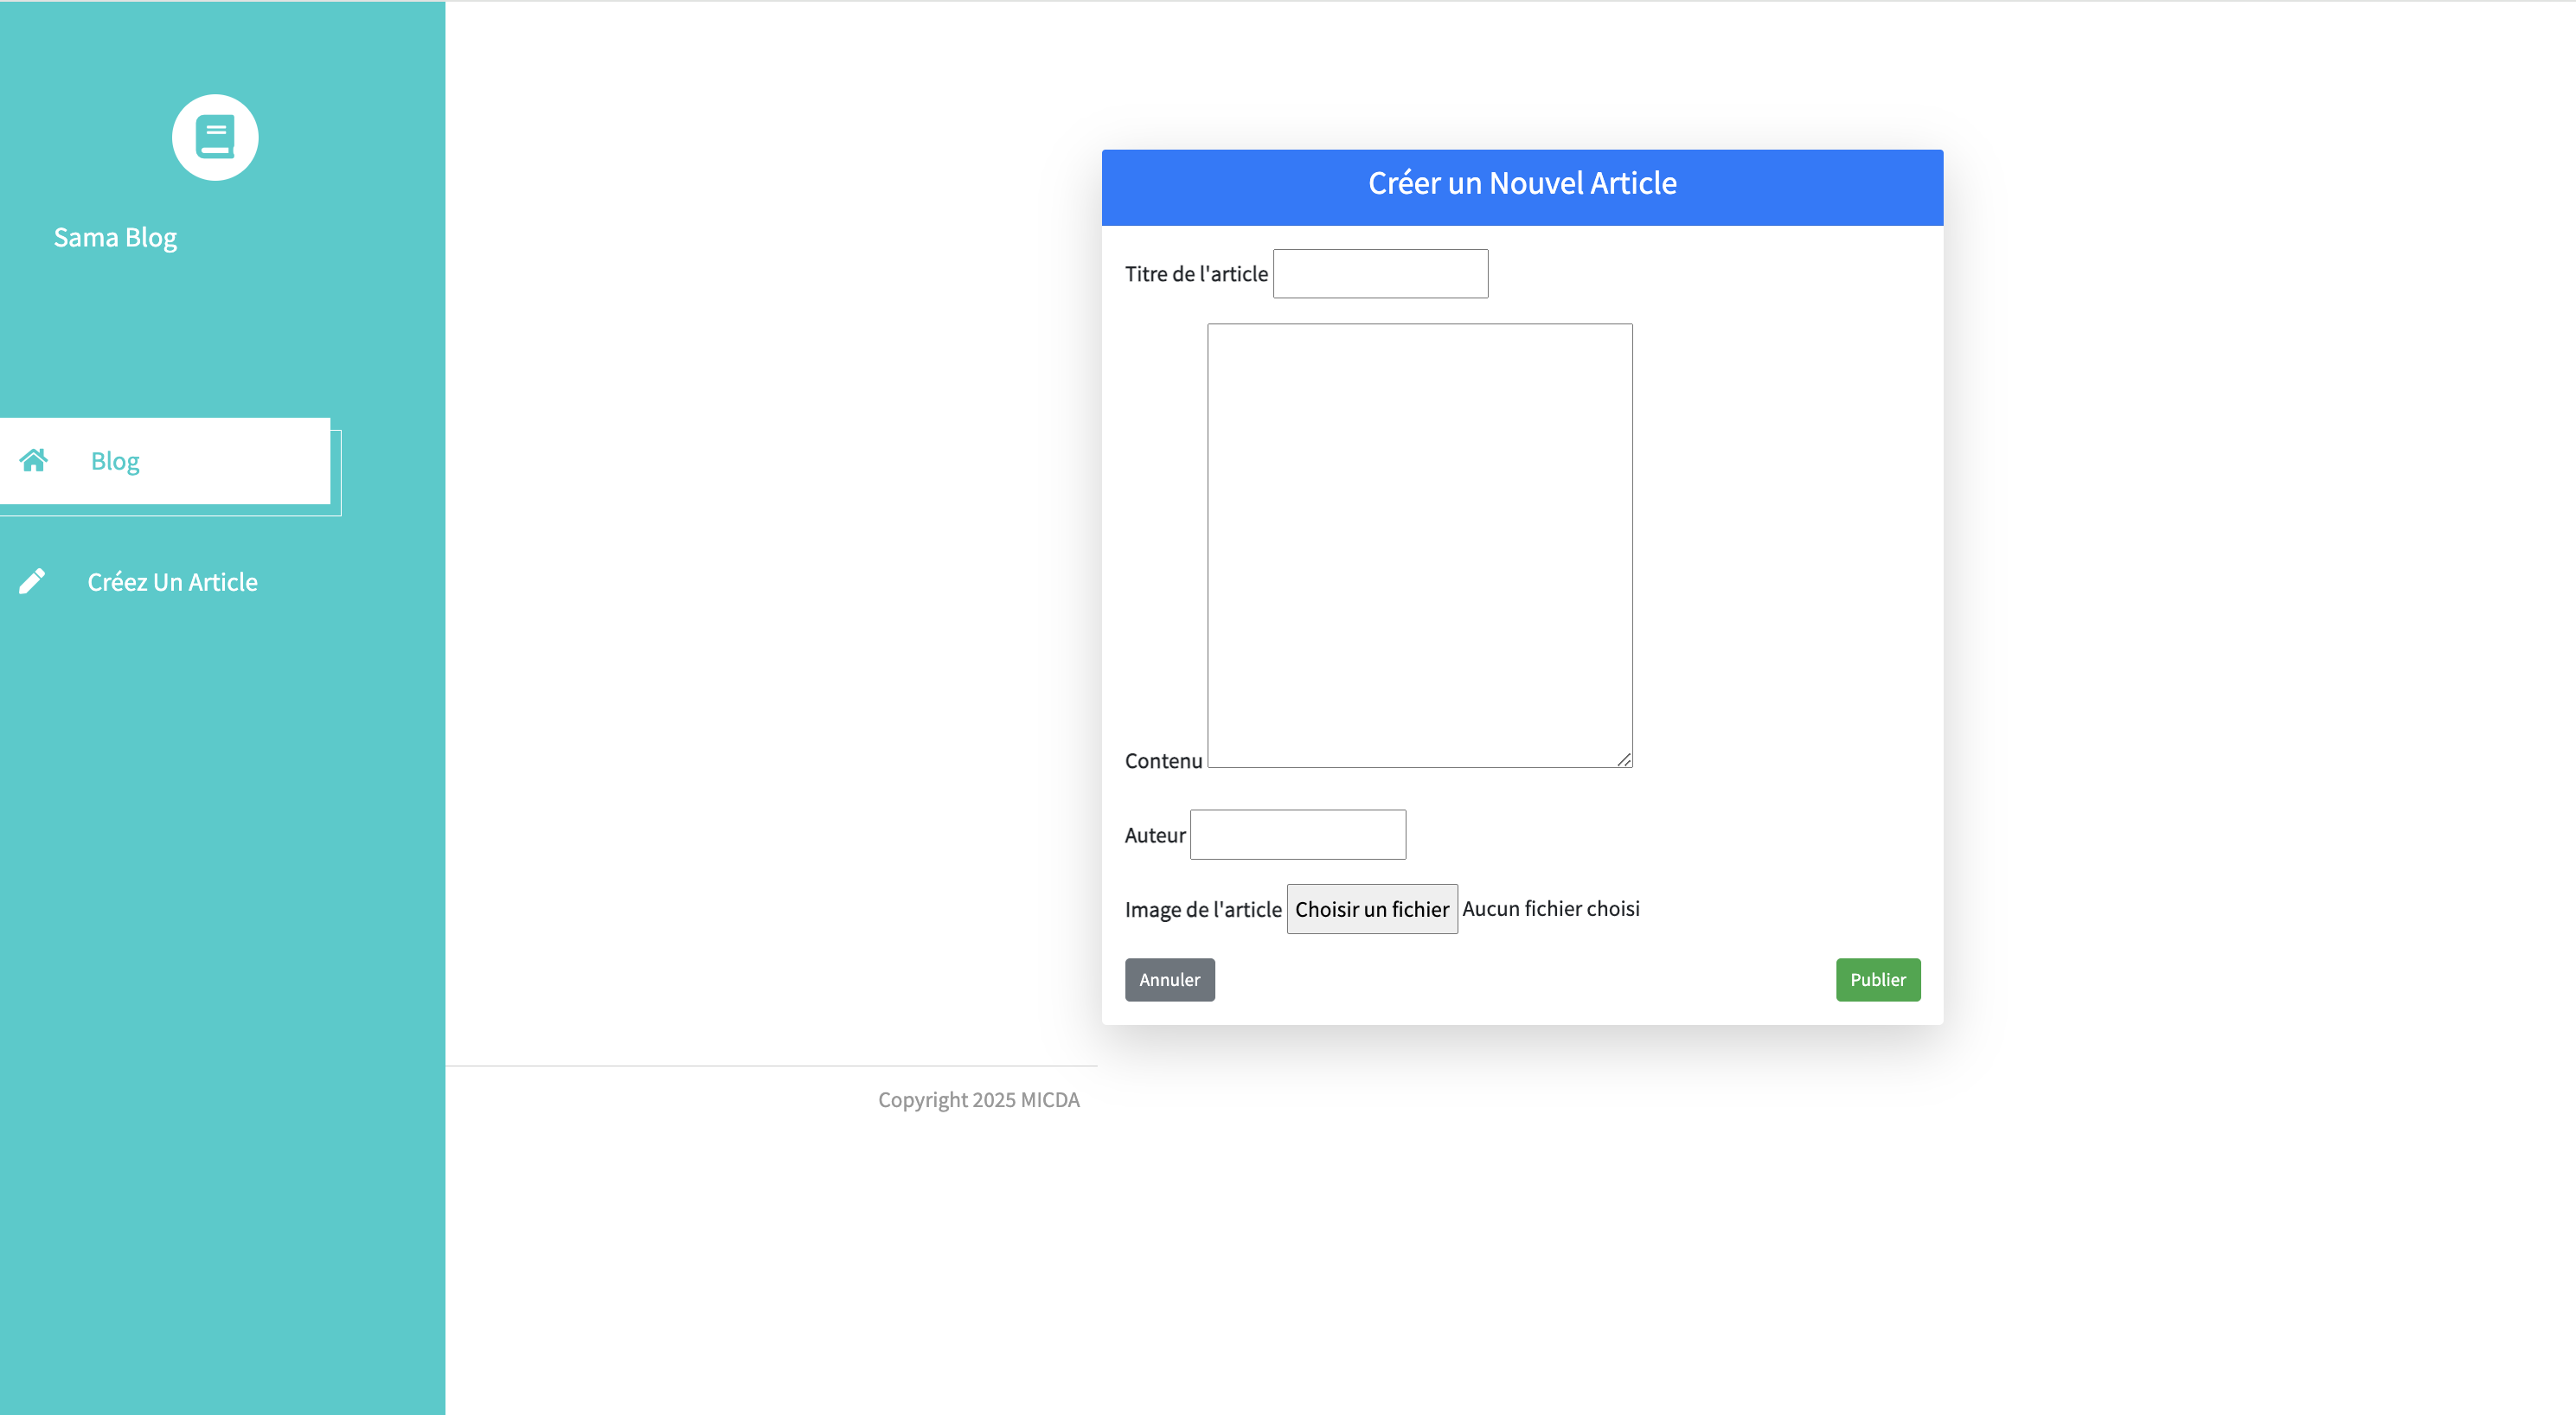 Sama Blog
Blog
Créez Un Article
Créer un Nouvel Article
Titre de l'article
Contenu
Auteur
Image de l'article Choisir un fichier Aucun fichier choisi
Annuler Publier
Copyright 2025 MICDA